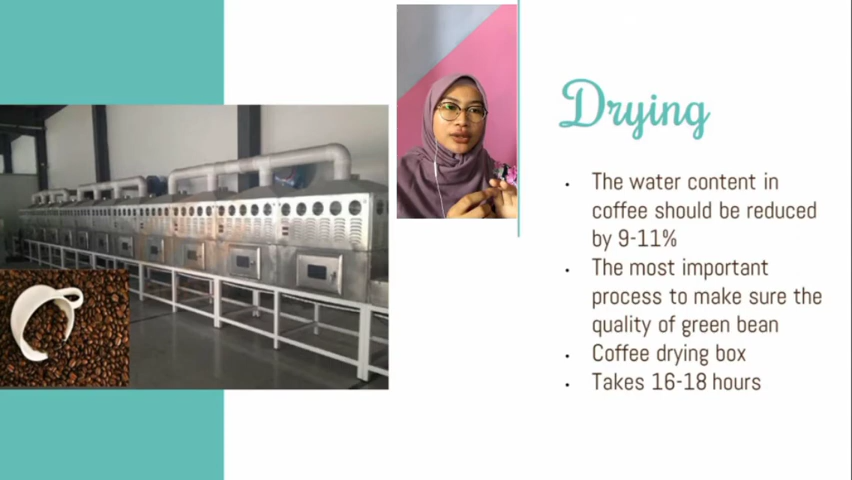 Drying
• The water content in
coffee should be reduced
by 9-11%
• The most important
process to make sure the
quality of green bean
• Coffee drying box
• Takes 16-18 hours